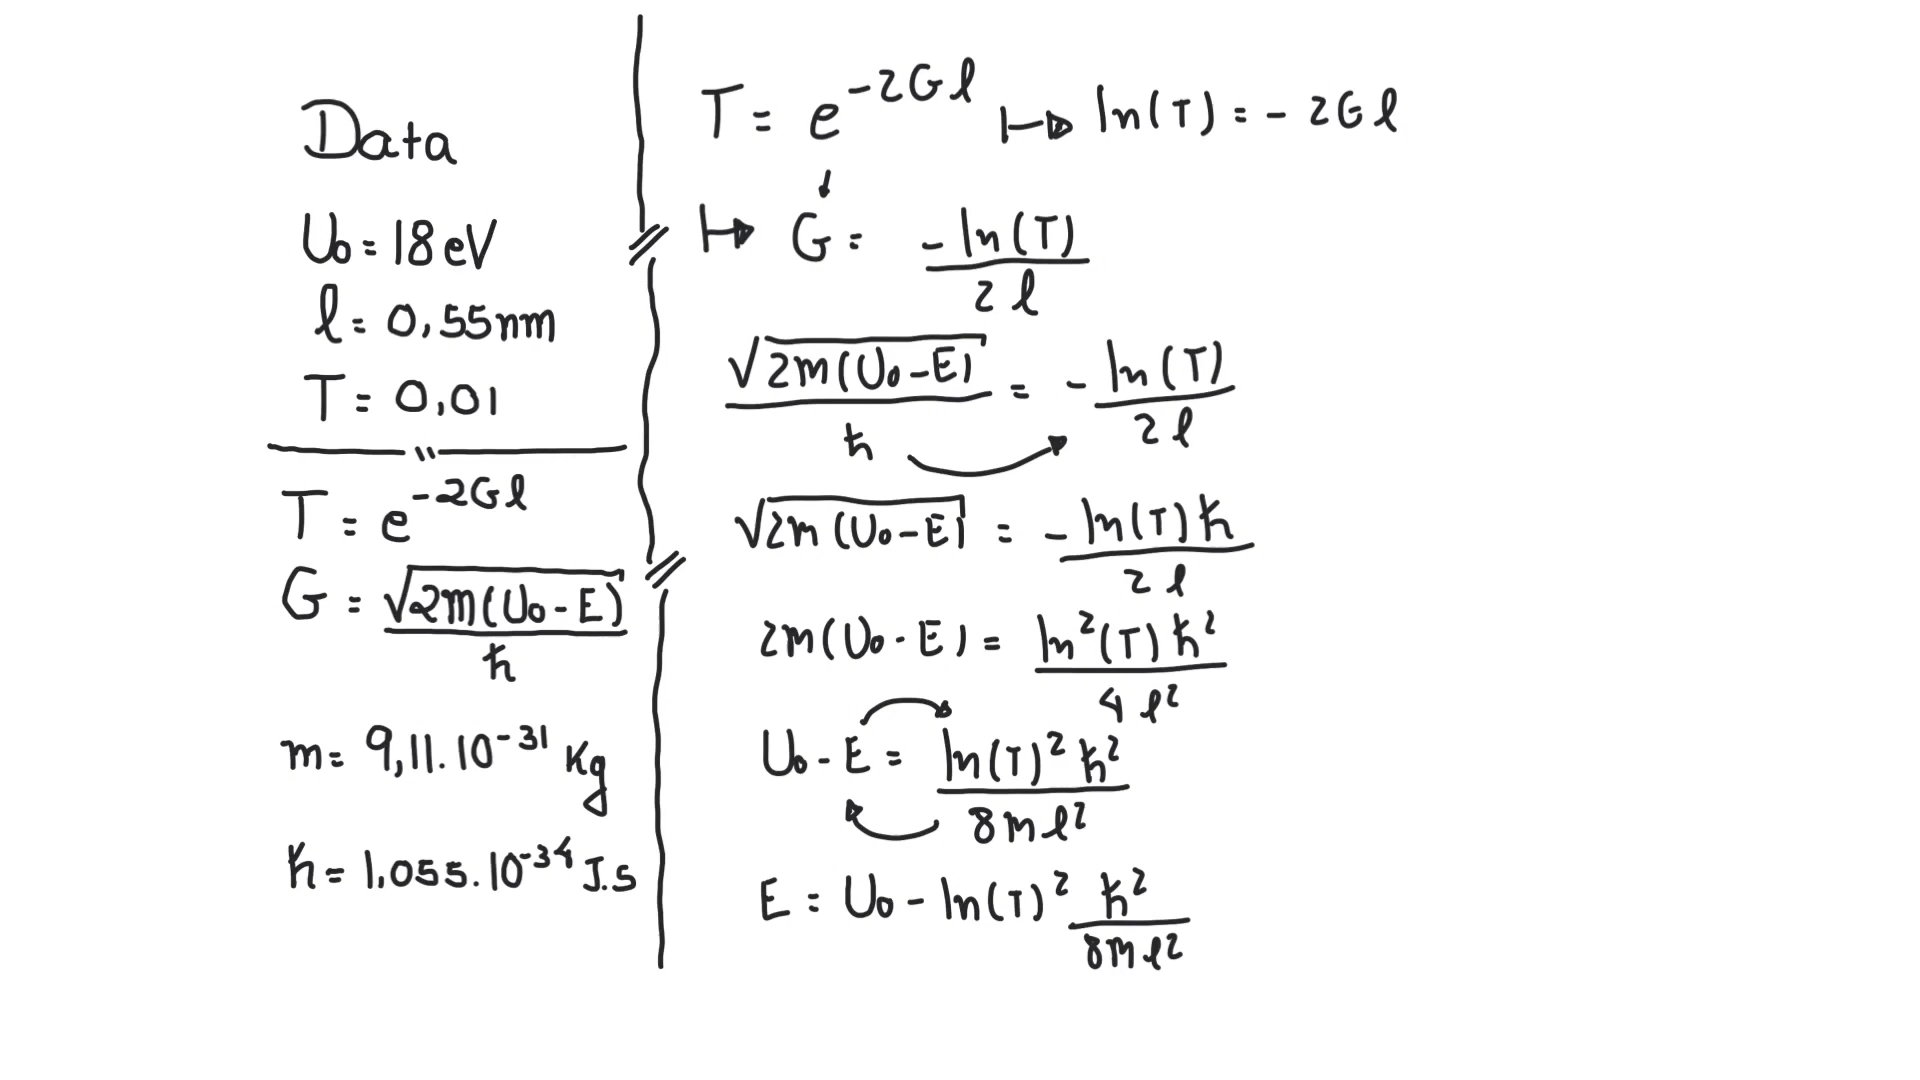 Data
U₀ = 18 eV
l = 0,55 nm
T = 0,01
T = e^{-2Gl}
G = √(2m(U₀ - E)) / ħ
m = 9,11 . 10^{-31} Kg
ħ = 1,055 . 10^{-34} J.s
T = e^{-2Gl} ↦ ln(T) = - 2Gl
↦ G = - ln(T) / 2l
√(2m(U₀ - E)) / ħ = - ln(T) / 2l
√(2m(U₀ - E)) = - ln(T) ħ / 2l
2m(U₀ - E) = ln²(T) ħ² / 4l²
U₀ - E = ln(T)² ħ² / 8ml²
E = U₀ - ln(T)² ħ² / 8ml²